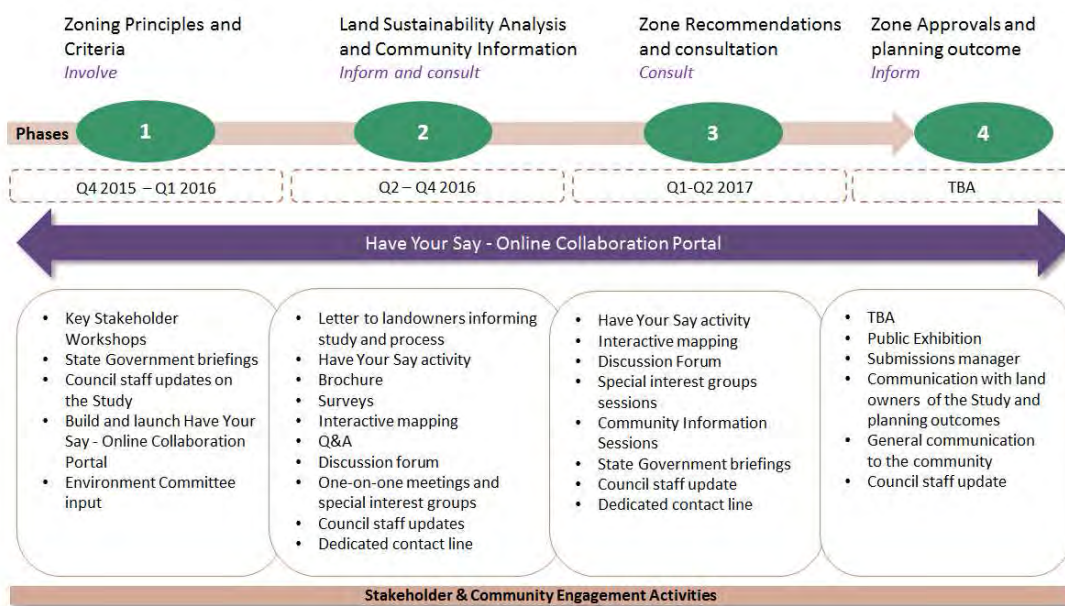 Zoning Principles and
Criteria
Involve
Land Sustainability Analysis
and Community Information
Inform and consult
Zone Recommendations
and consultation
Consult
Zone Approvals and
planning outcome
Inform
Phases
1
2
3
4
Q4 2015 – Q1 2016
Q2 – Q4 2016
Q1-Q2 2017
TBA
Have Your Say - Online Collaboration Portal
• Key Stakeholder
Workshops
• State Government briefings
• Council staff updates on
the Study
• Build and launch Have Your
Say - Online Collaboration
Portal
• Environment Committee
input
• Letter to landowners informing
study and process
• Have Your Say activity
• Brochure
• Surveys
• Interactive mapping
• Q&A
• Discussion forum
• One-on-one meetings and
special interest groups
• Council staff updates
• Dedicated contact line
• Have Your Say activity
• Interactive mapping
• Discussion Forum
• Special interest groups
sessions
• Community Information
Sessions
• State Government briefings
• Council staff update
• Dedicated contact line
• TBA
• Public Exhibition
• Submissions manager
• Communication with land
owners of the Study and
planning outcomes
• General communication
to the community
• Council staff update
Stakeholder & Community Engagement Activities